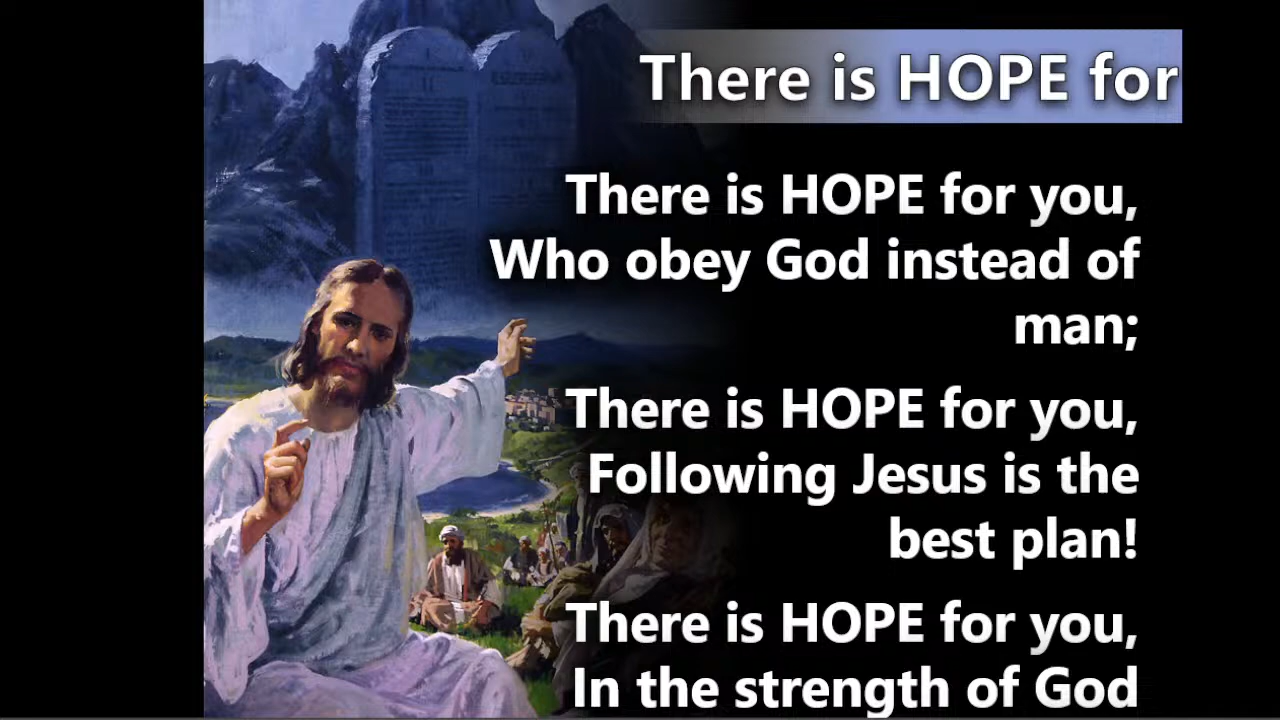 There is HOPE for
There is HOPE for you,
Who obey God instead of
man;
There is HOPE for you,
Following Jesus is the
best plan!
There is HOPE for you,
In the strength of God